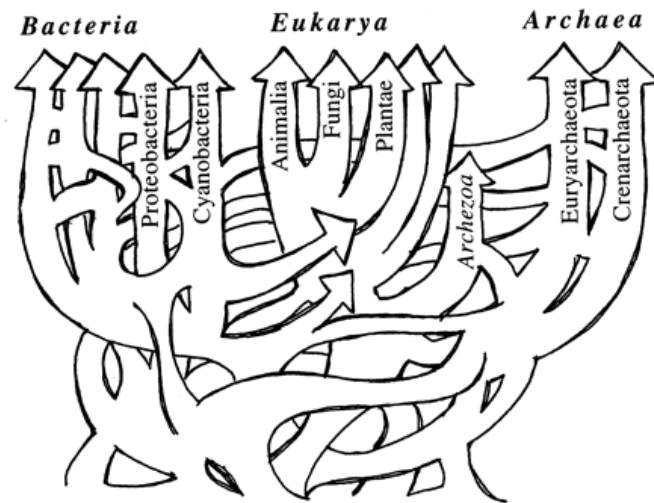 Bacteria Eukarya Archaea
Proteobacteria
Cyanobacteria
Animalia
Fungi
Plantae
Archezoa
Euryarchaeota
Crenarchaeota